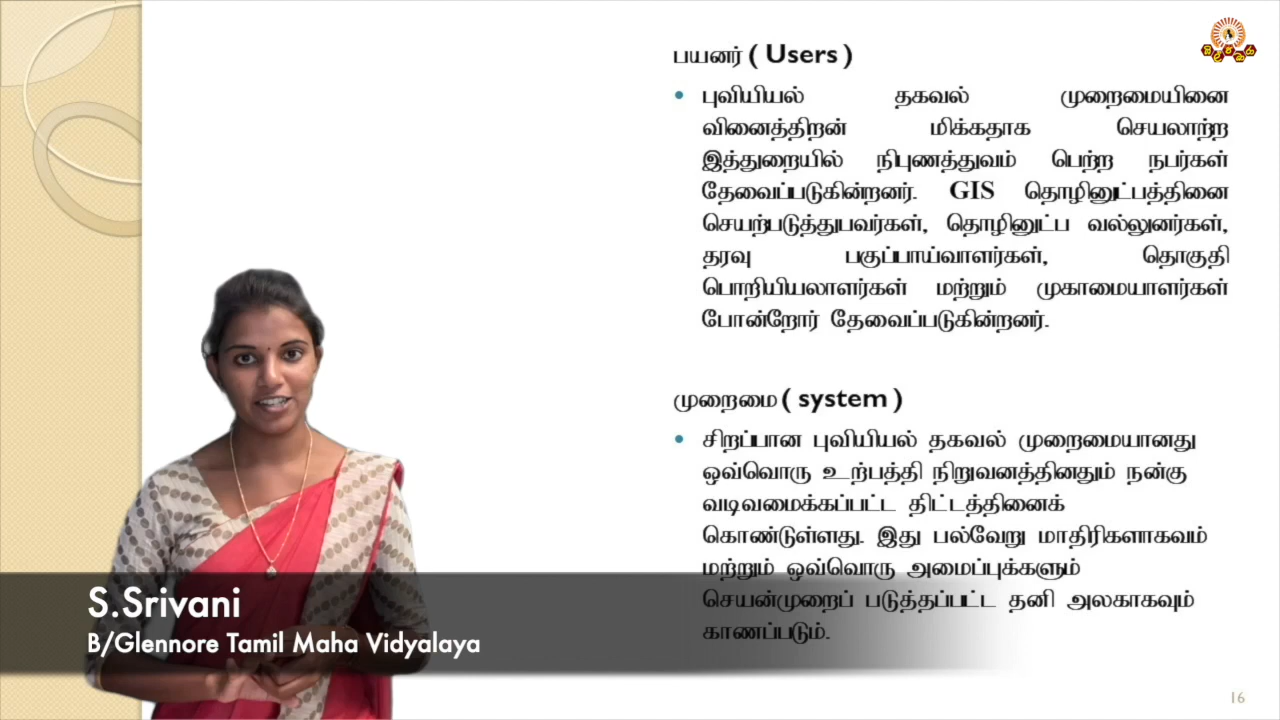 பயனர் ( Users )
• புவியியல் தகவல் முறைமையினை
வினைத்திறன் மிக்கதாக செயலாற்ற
இத்துறையில் நிபுணத்துவம் பெற்ற நபர்கள்
தேவைப்படுகின்றனர். GIS தொழினுட்பத்தினை
செயற்படுத்துபவர்கள், தொழினுட்ப வல்லுனர்கள்,
தரவு பகுப்பாய்வாளர்கள், தொகுதி
பொறியியலாளர்கள் மற்றும் முகாமையாளர்கள்
போன்றோர் தேவைப்படுகின்றனர்.
முறைமை ( system )
• சிறப்பான புவியியல் தகவல் முறைமையானது
ஒவ்வொரு உற்பத்தி நிறுவனத்தினதும் நன்கு
வடிவமைக்கப்பட்ட திட்டத்தினைக்
கொண்டுள்ளது. இது பல்வேறு மாதிரிகளாகவம்
மற்றும் ஒவ்வொரு அமைப்புக்களும்
செயன்முறைப் படுத்தப்பட்ட தனி அலகாகவும்
காணப்படும்.
S.Srivani
B/Glennore Tamil Maha Vidyalaya
16